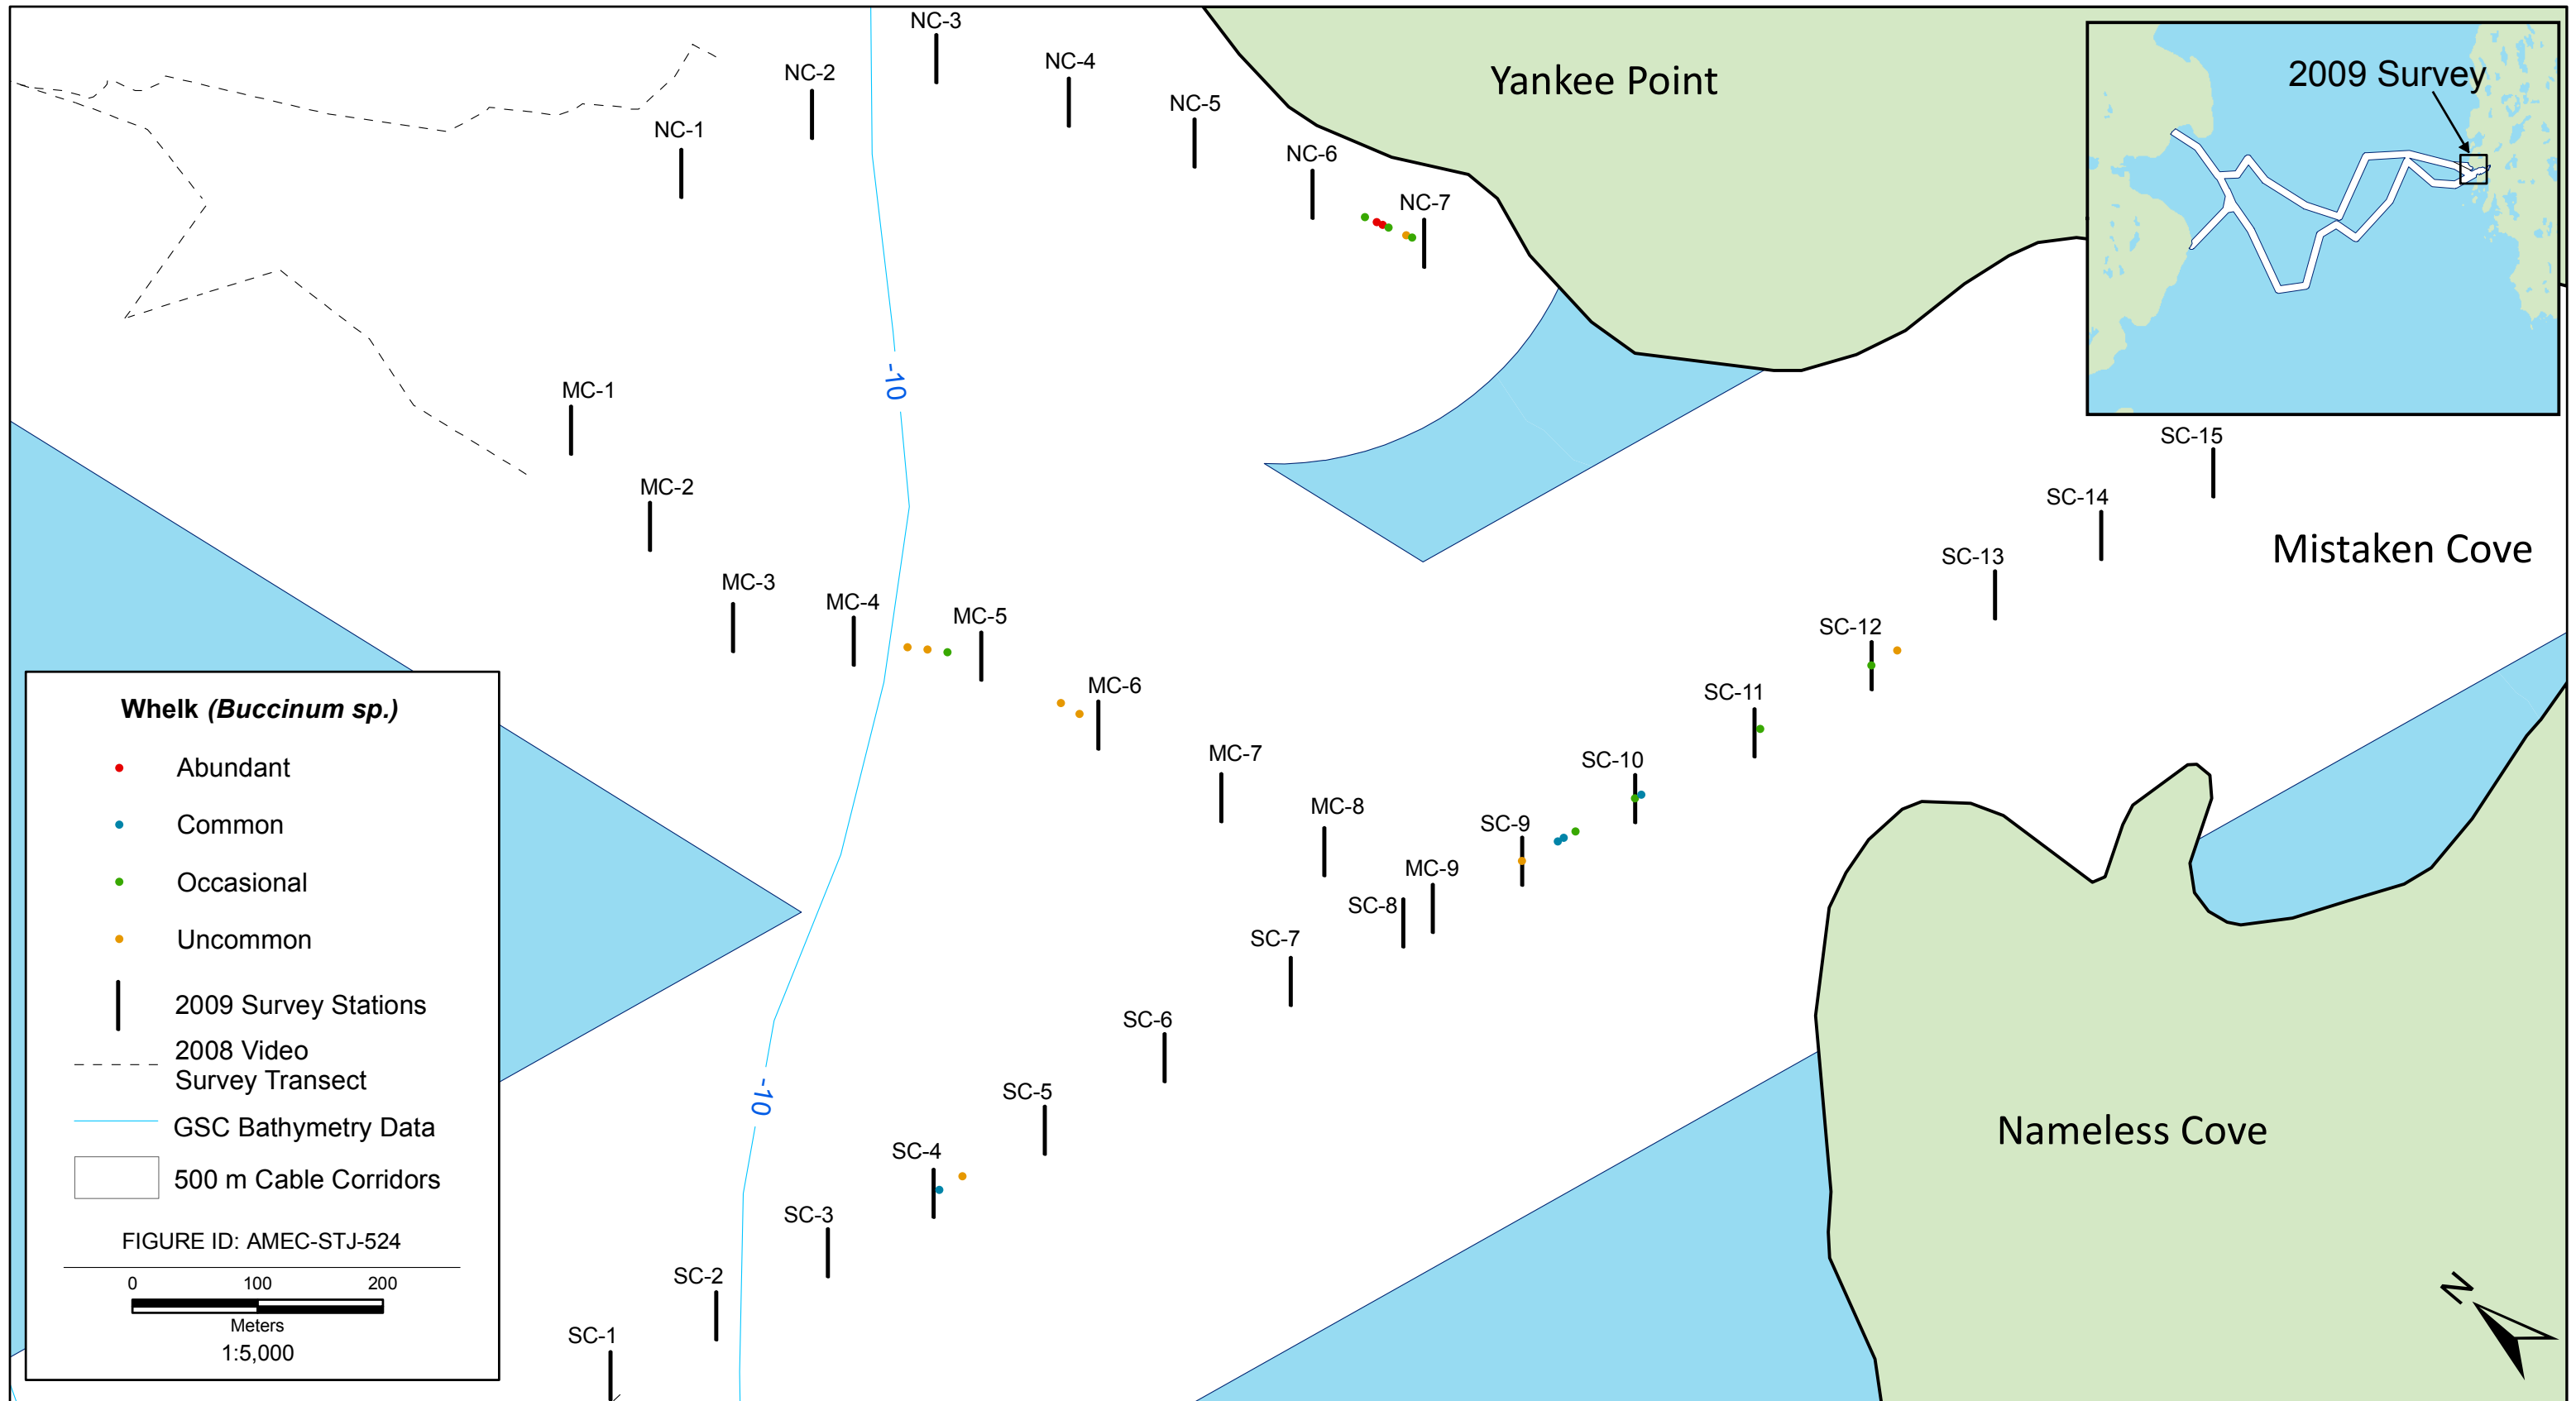 NC-3
NC-4
NC-2
NC-5
NC-1
NC-6
NC-7
Yankee Point
2009 Survey
-10
MC-1
MC-2
MC-3
MC-4
MC-5
MC-6
MC-7
MC-8
MC-9
SC-15
SC-14
SC-13
SC-12
SC-11
SC-10
SC-9
SC-8
SC-7
SC-6
SC-5
SC-4
SC-3
SC-2
SC-1
-10
Mistaken Cove
Nameless Cove
N
Whelk (Buccinum sp.)
Abundant
Common
Occasional
Uncommon
2009 Survey Stations
2008 Video
Survey Transect
GSC Bathymetry Data
500 m Cable Corridors
FIGURE ID: AMEC-STJ-524
0 100 200
Meters
1:5,000